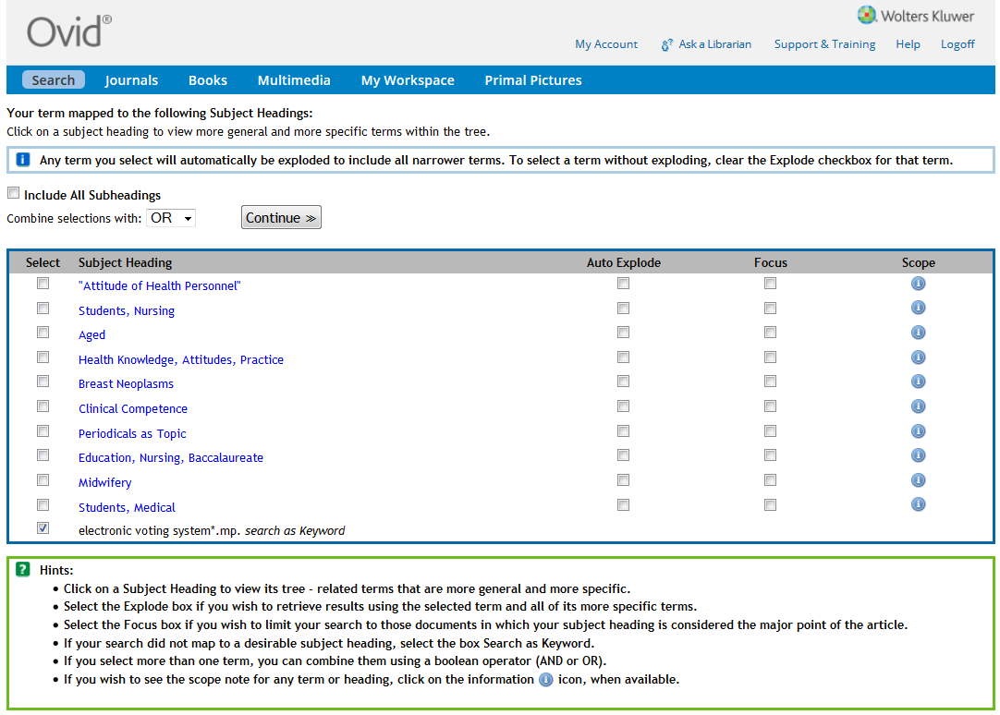 Ovid®
Wolters Kluwer
My Account Ask a Librarian Support & Training Help Logoff
Search Journals Books Multimedia My Workspace Primal Pictures
Your term mapped to the following Subject Headings:
Click on a subject heading to view more general and more specific terms within the tree.
i Any term you select will automatically be exploded to include all narrower terms. To select a term without exploding, clear the Explode checkbox for that term.
Include All Subheadings
Combine selections with: OR Continue ≫
Select Subject Heading Auto Explode Focus Scope
"Attitude of Health Personnel" i
Students, Nursing i
Aged i
Health Knowledge, Attitudes, Practice i
Breast Neoplasms i
Clinical Competence i
Periodicals as Topic i
Education, Nursing, Baccalaureate i
Midwifery i
Students, Medical i
electronic voting system*.mp. search as Keyword
? Hints:
• Click on a Subject Heading to view its tree - related terms that are more general and more specific.
• Select the Explode box if you wish to retrieve results using the selected term and all of its more specific terms.
• Select the Focus box if you wish to limit your search to those documents in which your subject heading is considered the major point of the article.
• If your search did not map to a desirable subject heading, select the box Search as Keyword.
• If you select more than one term, you can combine them using a boolean operator (AND or OR).
• If you wish to see the scope note for any term or heading, click on the information i icon, when available.